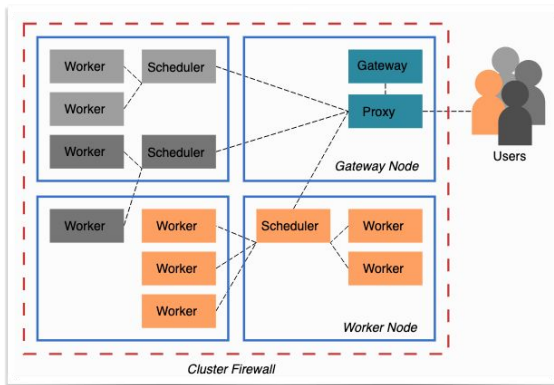 Worker
Scheduler
Worker
Worker
Scheduler
Gateway
Proxy
Gateway Node
Users
Worker
Worker
Worker
Worker
Scheduler
Worker
Worker
Worker Node
Cluster Firewall